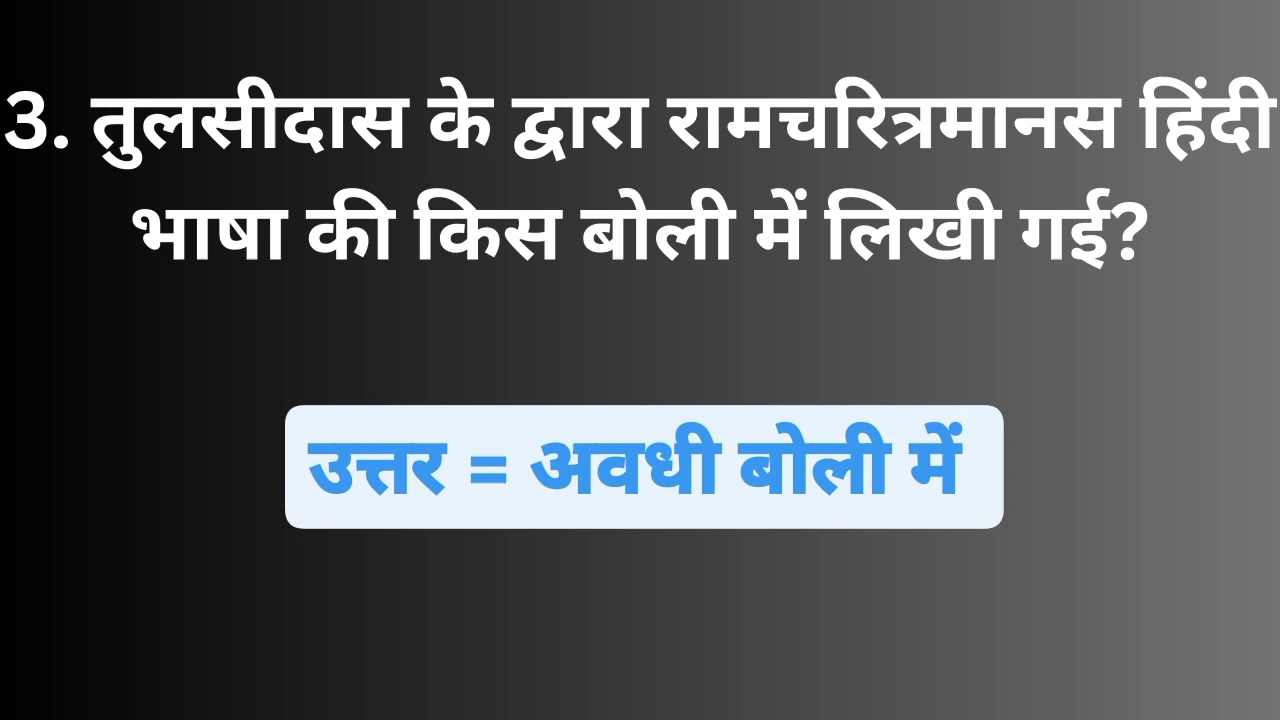 3. तुलसीदास के द्वारा रामचरित्रमानस हिंदी
भाषा की किस बोली में लिखी गई?
उत्तर = अवधी बोली में